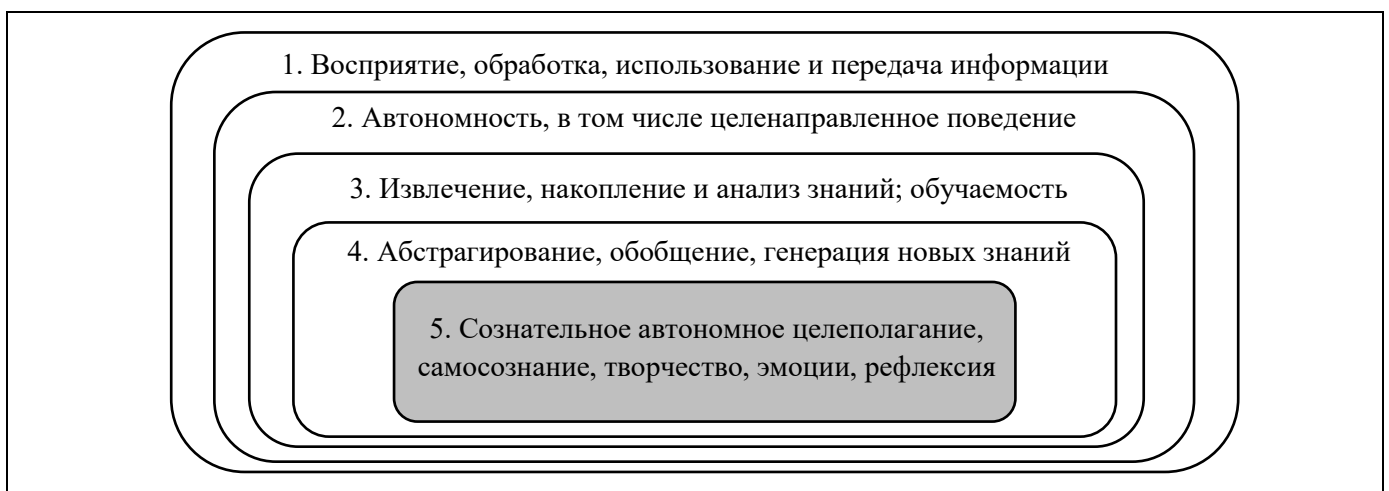 1. Восприятие, обработка, использование и передача информации
2. Автономность, в том числе целенаправленное поведение
3. Извлечение, накопление и анализ знаний; обучаемость
4. Абстрагирование, обобщение, генерация новых знаний
5. Сознательное автономное целеполагание,
самосознание, творчество, эмоции, рефлексия